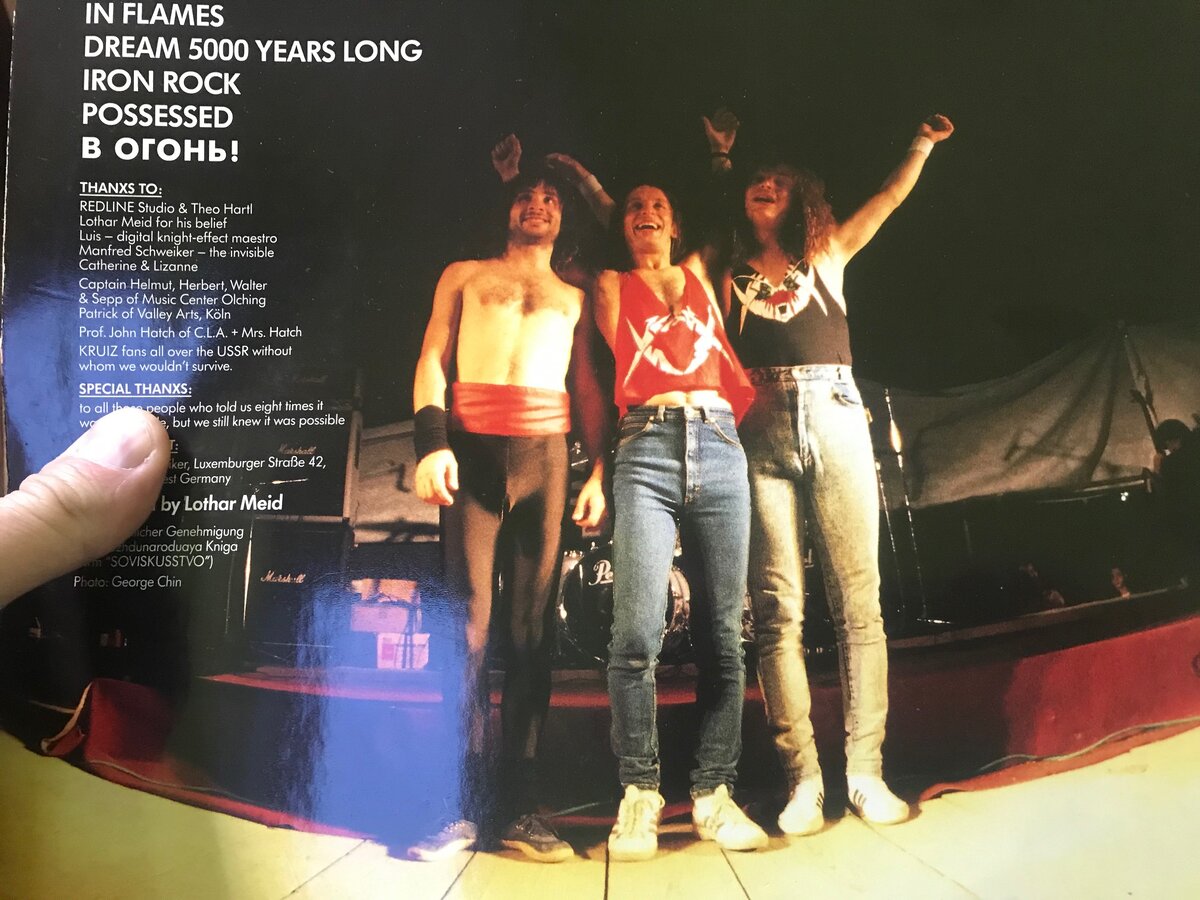 IN FLAMES
DREAM 5000 YEARS LONG
IRON ROCK
POSSESSED
В ОГОНЬ!
THANXS TO:
REDLINE Studio & Theo Hartl
Lothar Meid for his belief
Luis – digital knight-effect maestro
Manfred Schweiker – the invisible
Catherine & Lizanne
Captain Helmut, Herbert, Walter
& Sepp of Music Center Olching
Patrick of Valley Arts, Köln
Prof. John Hatch of C.L.A. + Mrs. Hatch
KRUIZ fans all over the USSR without
whom we wouldn't survive.
SPECIAL THANXS:
to all people who told us eight times it
but we still knew it was possible
Luxemburger Straße 42,
Germany
by Lothar Meid
Genehmigung
Kniga
"SOVISKUSSTVO")
Photo: George Chin
Marshall
Marshall